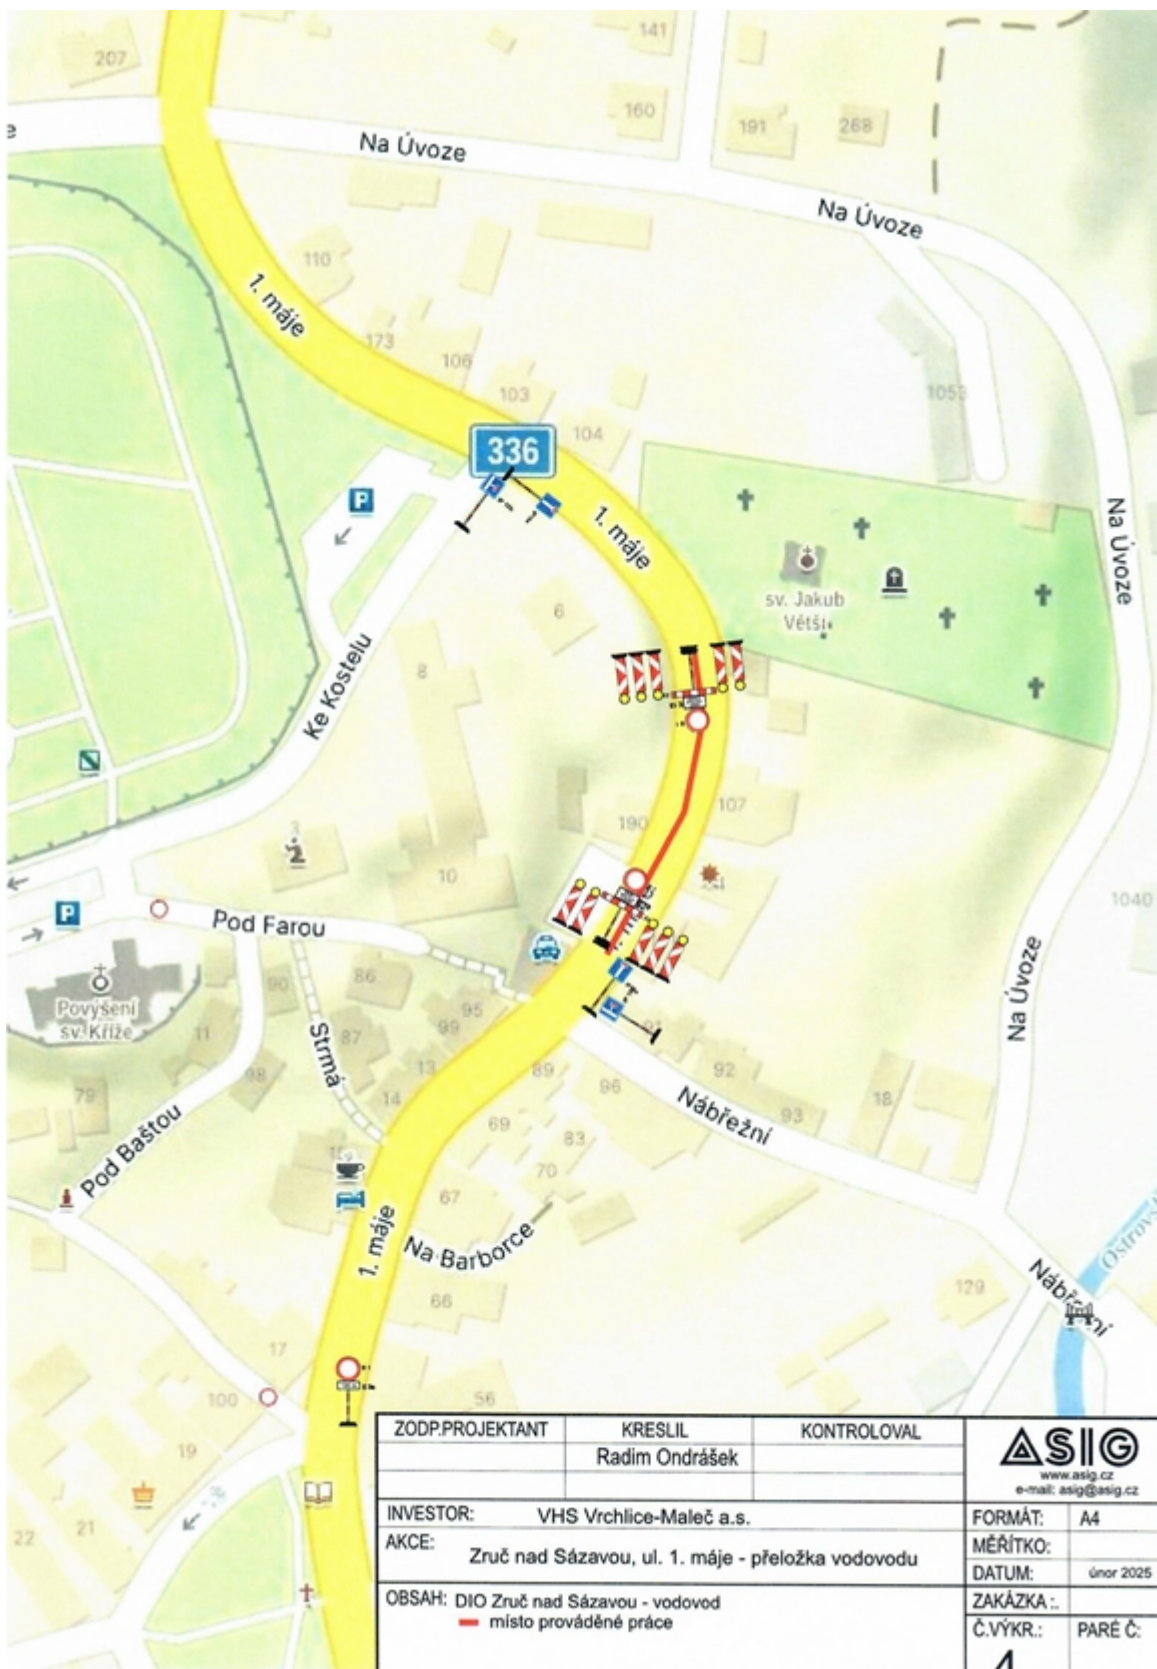 207
141
160
191
268
Na Úvoze
Na Úvoze
110
1. máje
173
106
103
104
1053
336
P
1. máje
Na Úvoze
sv. Jakub
Větší
6
8
Ke Kostelu
107
190
3
10
1040
P
Pod Farou
Na Úvoze
Povýšení
sv. Kříže
90
86
95
99
11
87
Strmá
13
98
14
79
89
96
92
93
18
Nábřežní
69
83
70
Pod Baštou
67
1. máje
Na Barborce
66
129
Nábřežní
17
100
56
19
21
22
ZODP.PROJEKTANT
KRESLIL
KONTROLOVAL
Radim Ondrášek
ASIG
www.asig.cz
e-mail: asig@asig.cz
INVESTOR: VHS Vrchlice-Maleč a.s.
FORMÁT: A4
AKCE: Zruč nad Sázavou, ul. 1. máje - přeložka vodovodu
MĚŘÍTKO:
DATUM: únor 2025
OBSAH: DIO Zruč nad Sázavou - vodovod
místo prováděné práce
ZAKÁZKA :.
Č.VÝKR.: PARÉ Č: